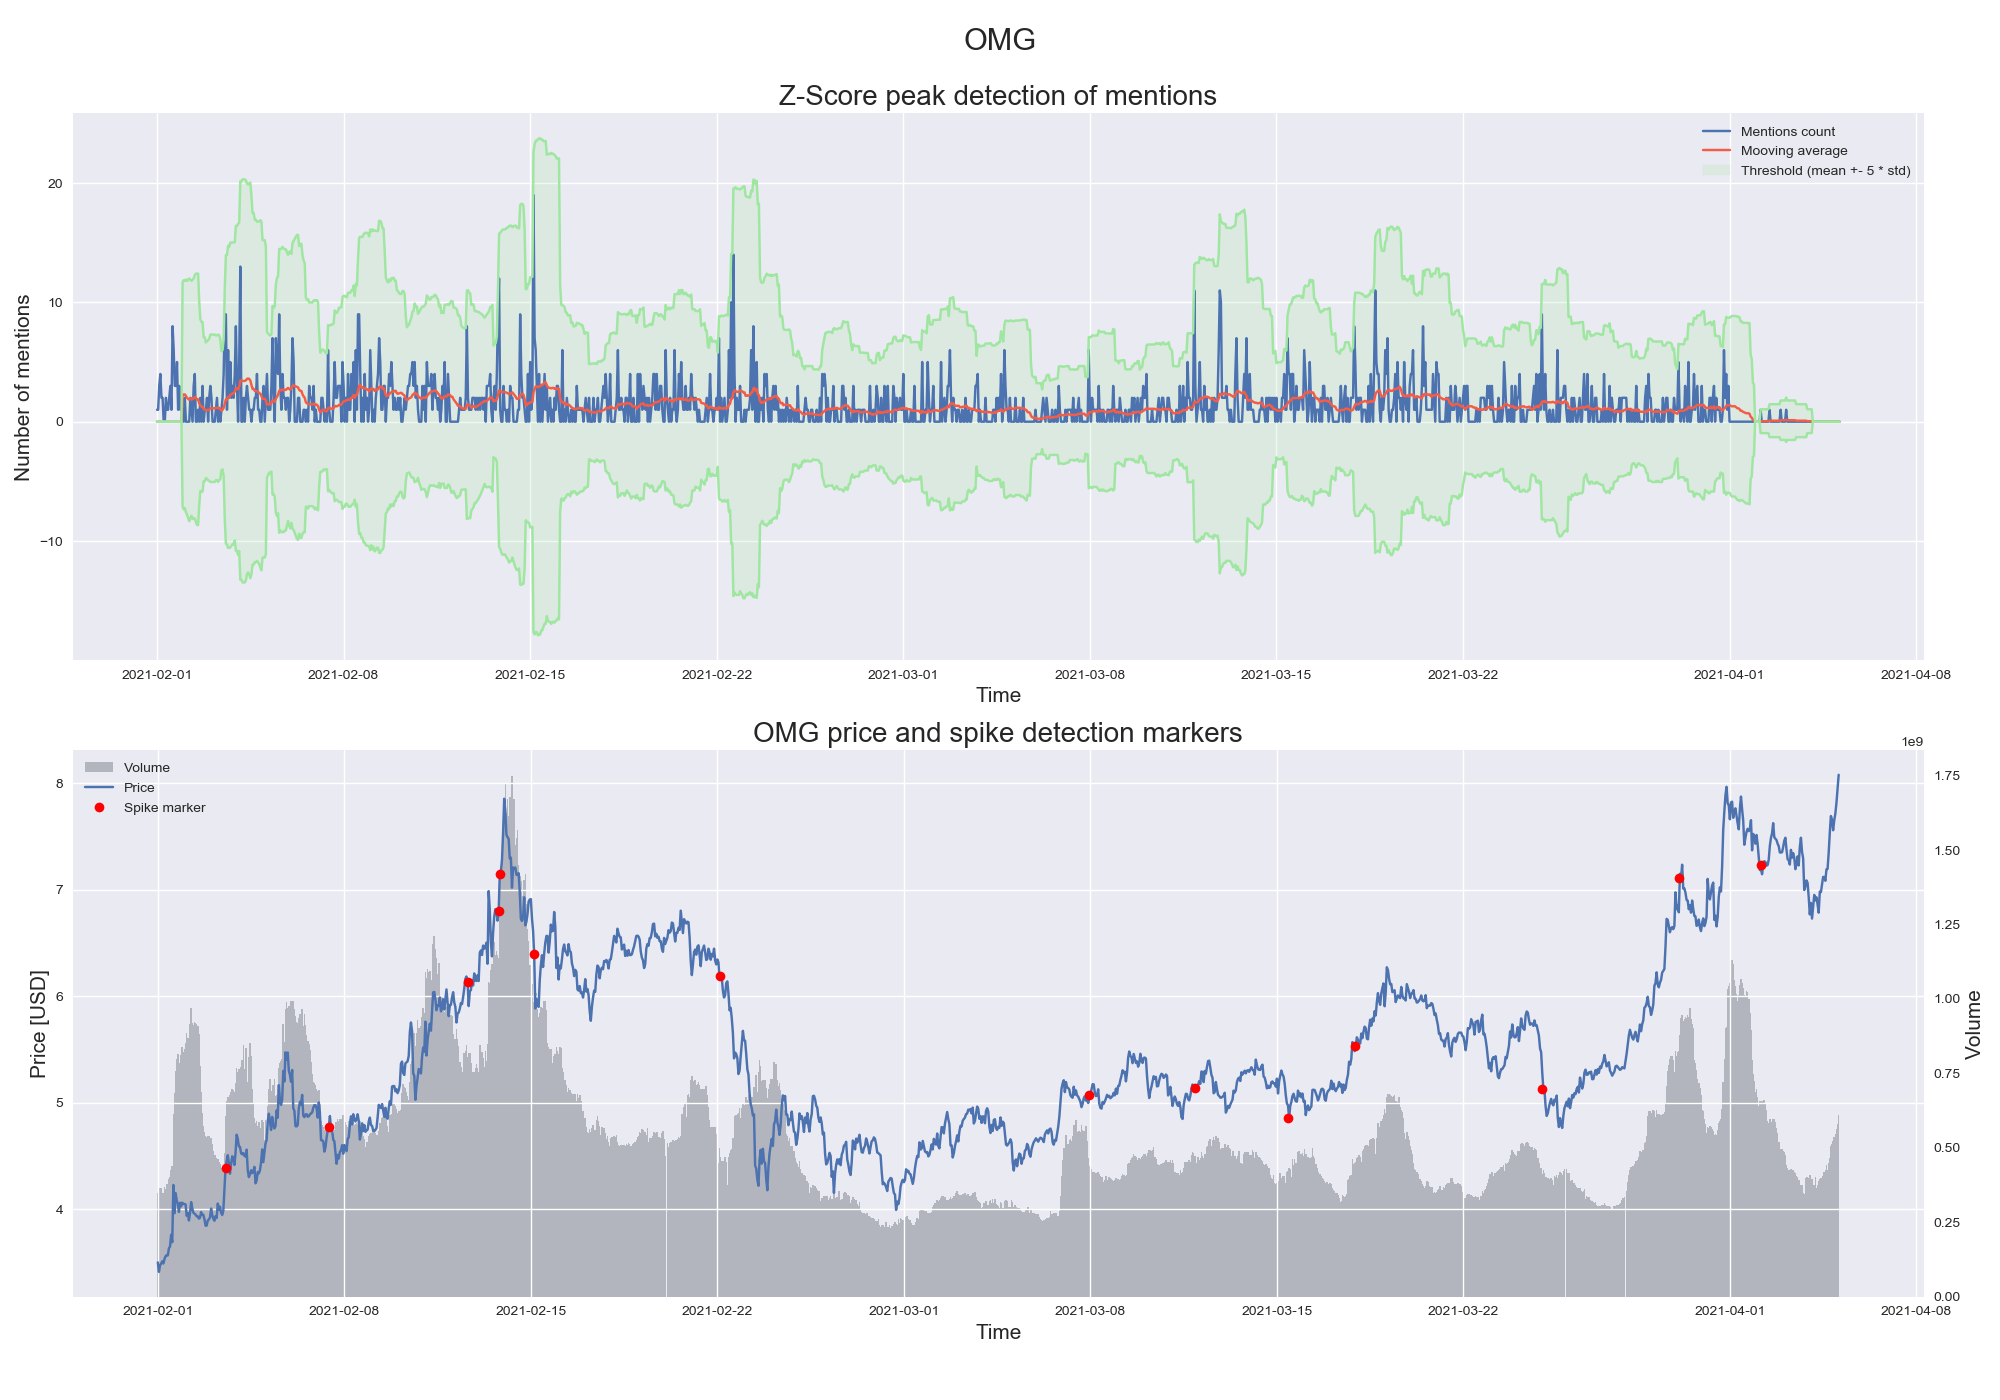 OMG
Z-Score peak detection of mentions
Mentions count
Mooving average
Threshold (mean +- 5 * std)
Number of mentions
20
10
0
−10
2021-02-01 2021-02-08 2021-02-15 2021-02-22 2021-03-01 2021-03-08 2021-03-15 2021-03-22 2021-04-01 2021-04-08
Time
OMG price and spike detection markers
1e9
Volume
Price
Spike marker
Price [USD]
8
7
6
5
4
1.75
1.50
1.25
1.00
0.75
0.50
0.25
0.00
Volume
2021-02-01 2021-02-08 2021-02-15 2021-02-22 2021-03-01 2021-03-08 2021-03-15 2021-03-22 2021-04-01 2021-04-08
Time